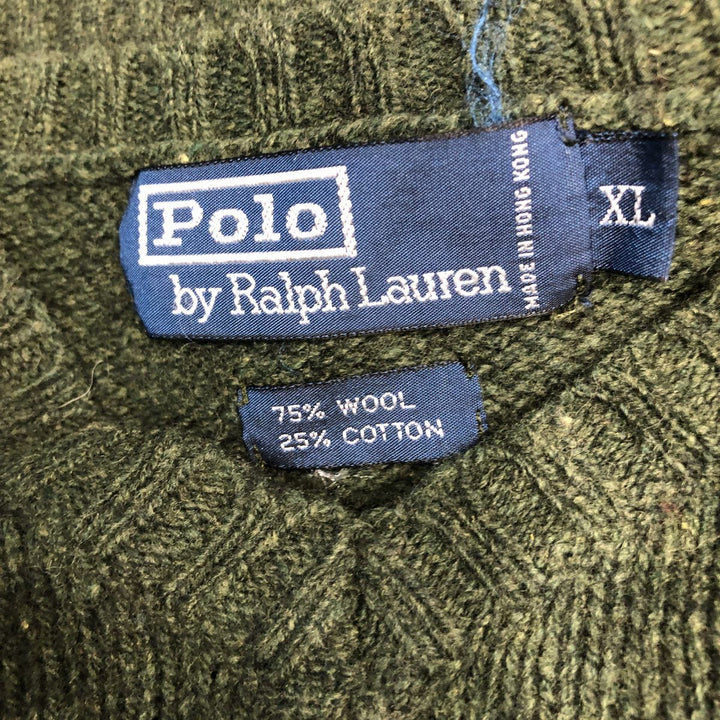 Polo
by Ralph Lauren
MADE IN HONG KONG
XL
75% WOOL
25% COTTON